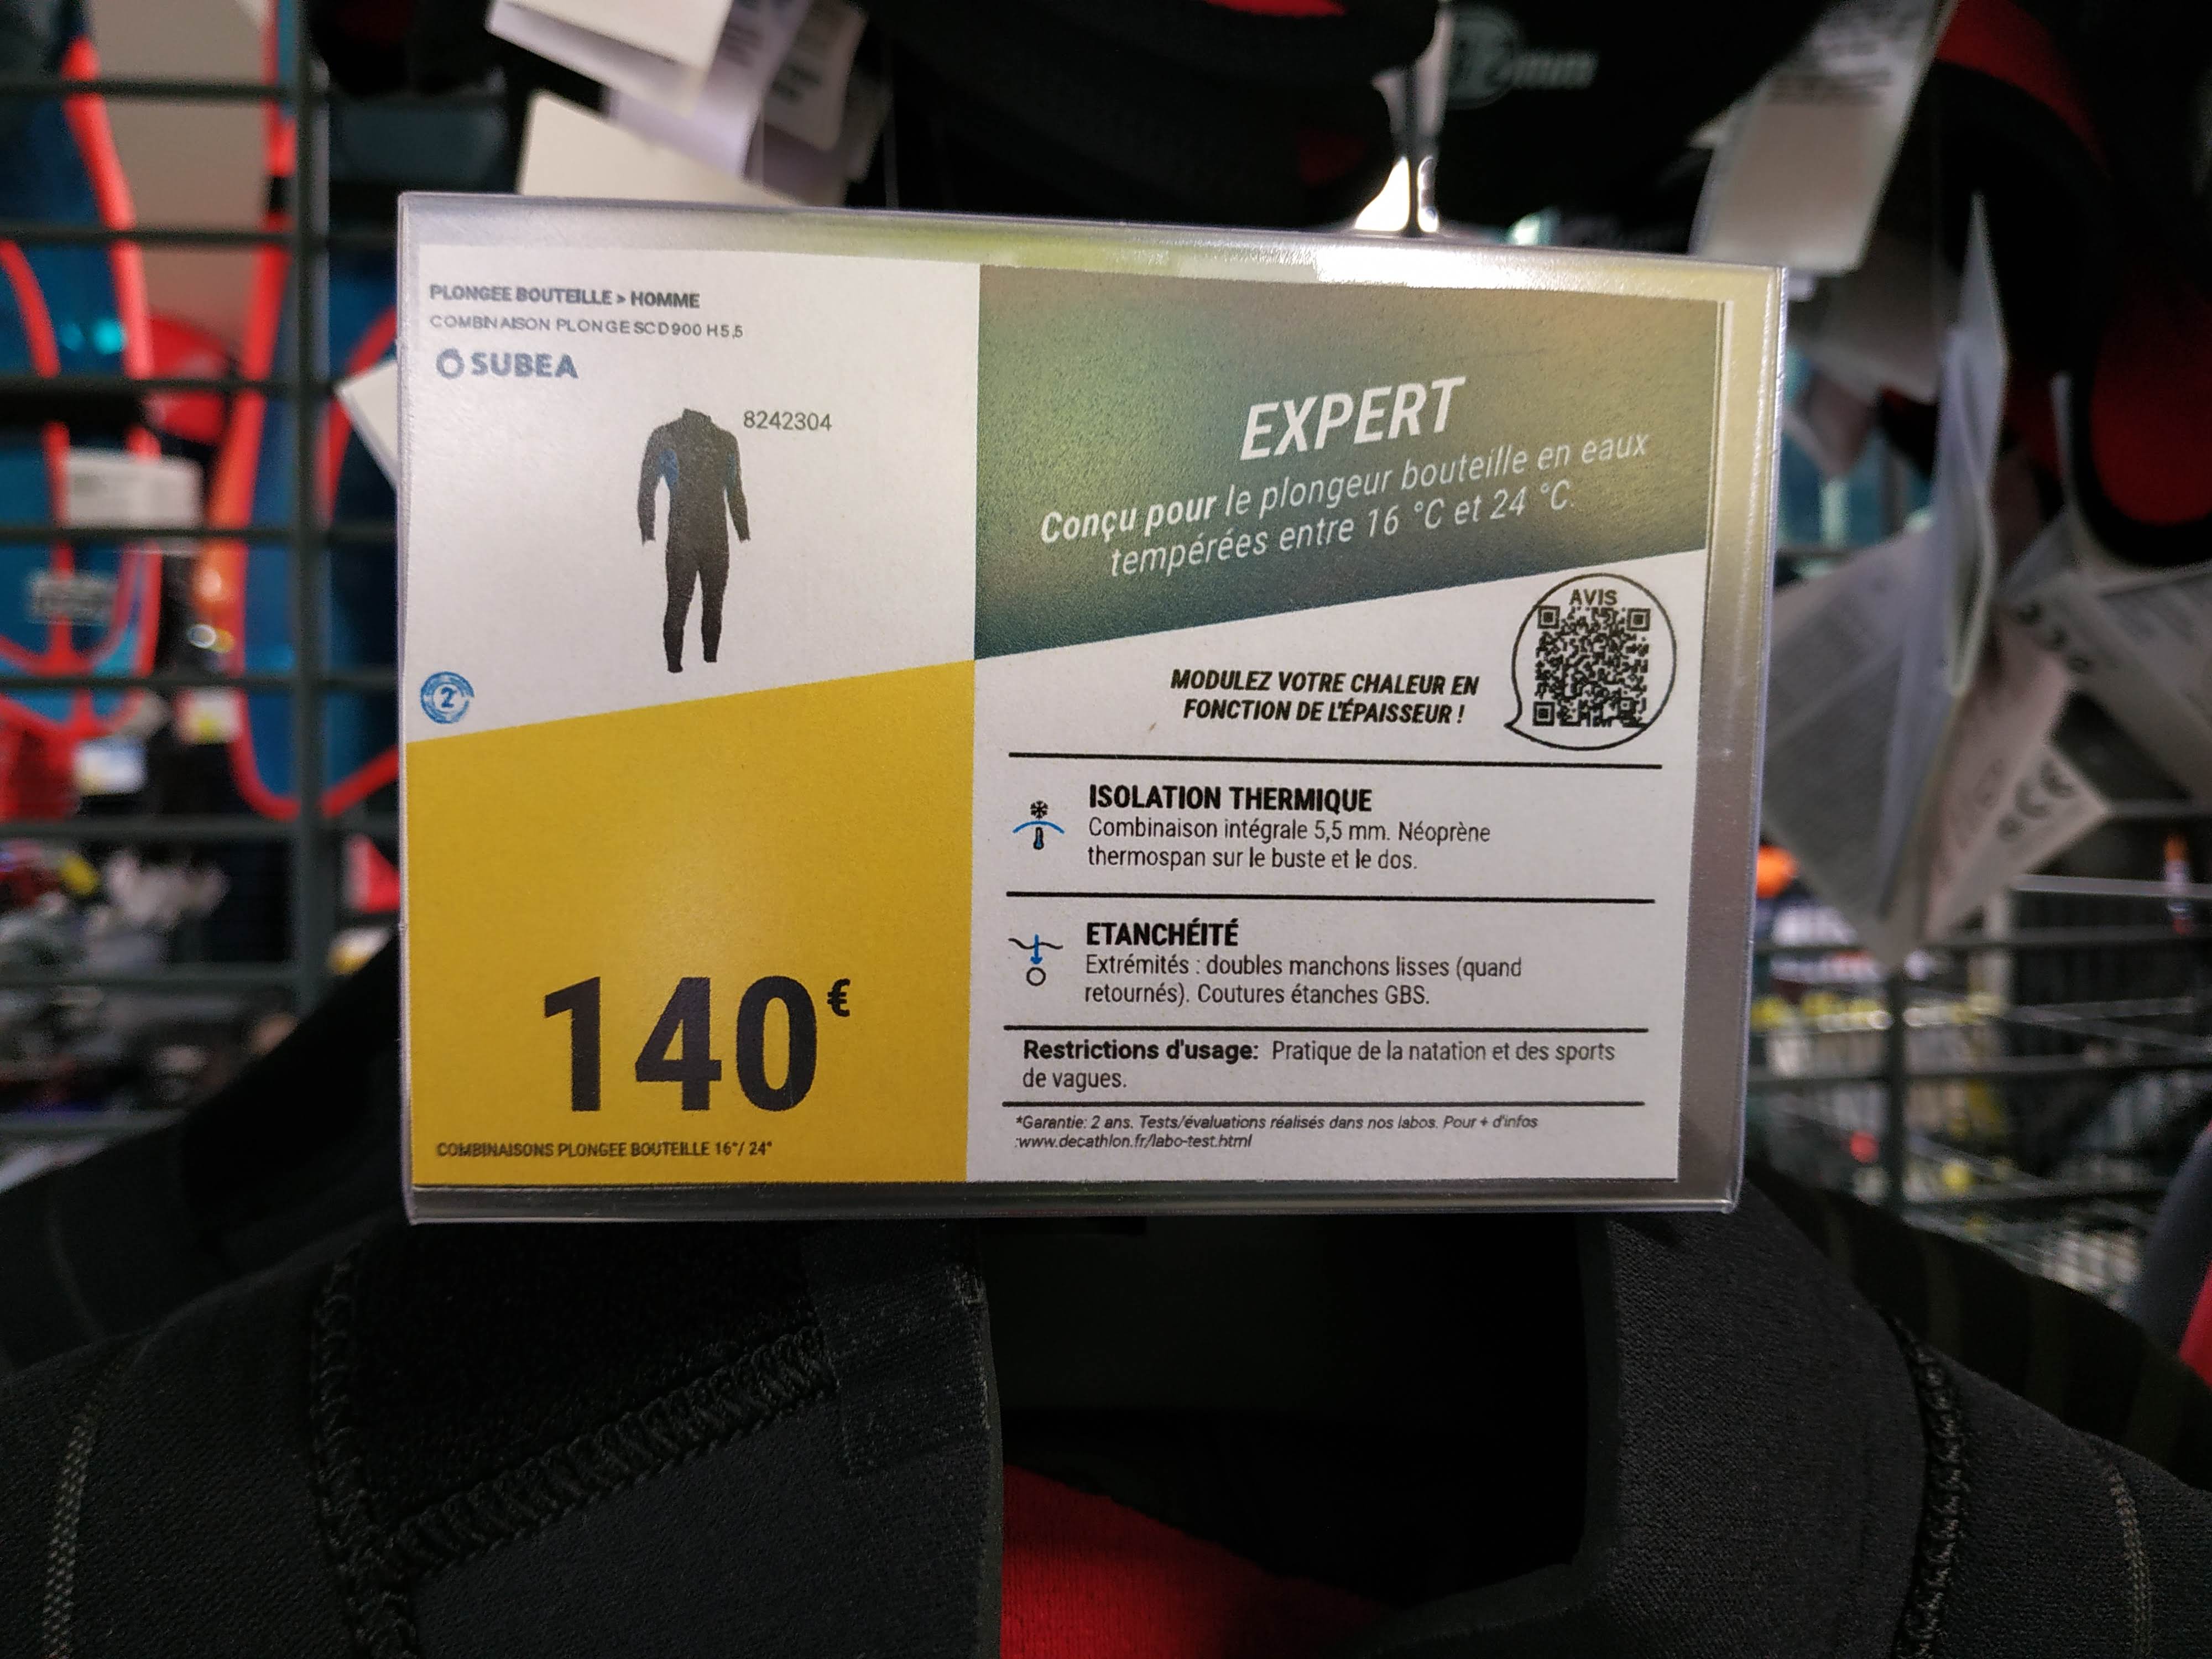 PLONGEE BOUTEILLE > HOMME
COMBINAISON PLONGE SCD 900 H 5,5
SUBEA
8242304
2
140€
COMBINAISONS PLONGEE BOUTEILLE 16°/ 24°
EXPERT
Conçu pour le plongeur bouteille en eaux
tempérées entre 16 °C et 24 °C.
AVIS
MODULEZ VOTRE CHALEUR EN
FONCTION DE L'ÉPAISSEUR !
ISOLATION THERMIQUE
Combinaison intégrale 5,5 mm. Néoprène
thermospan sur le buste et le dos.
ETANCHÉITÉ
Extrémités : doubles manchons lisses (quand
retournés). Coutures étanches GBS.
Restrictions d'usage: Pratique de la natation et des sports
de vagues.
*Garantie: 2 ans. Tests/évaluations réalisés dans nos labos. Pour + d'infos
:www.decathlon.fr/labo-test.html